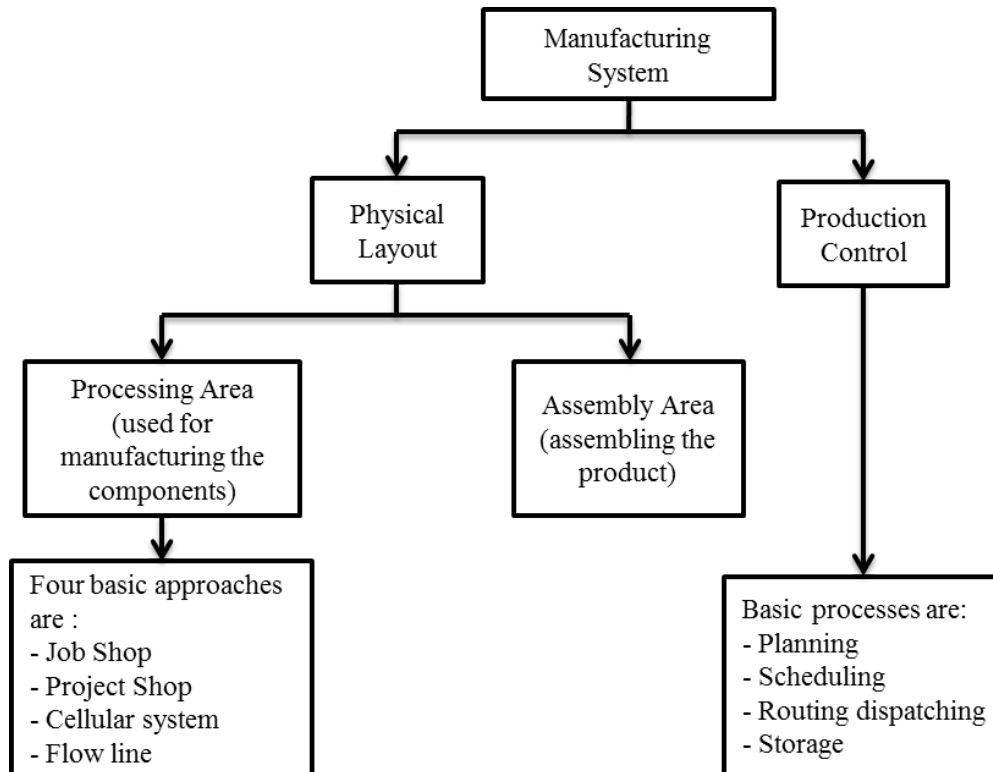 Manufacturing
System
Physical
Layout
Production
Control
Processing Area
(used for
manufacturing the
components)
Assembly Area
(assembling the
product)
Four basic approaches
are :
- Job Shop
- Project Shop
- Cellular system
- Flow line
Basic processes are:
- Planning
- Scheduling
- Routing dispatching
- Storage